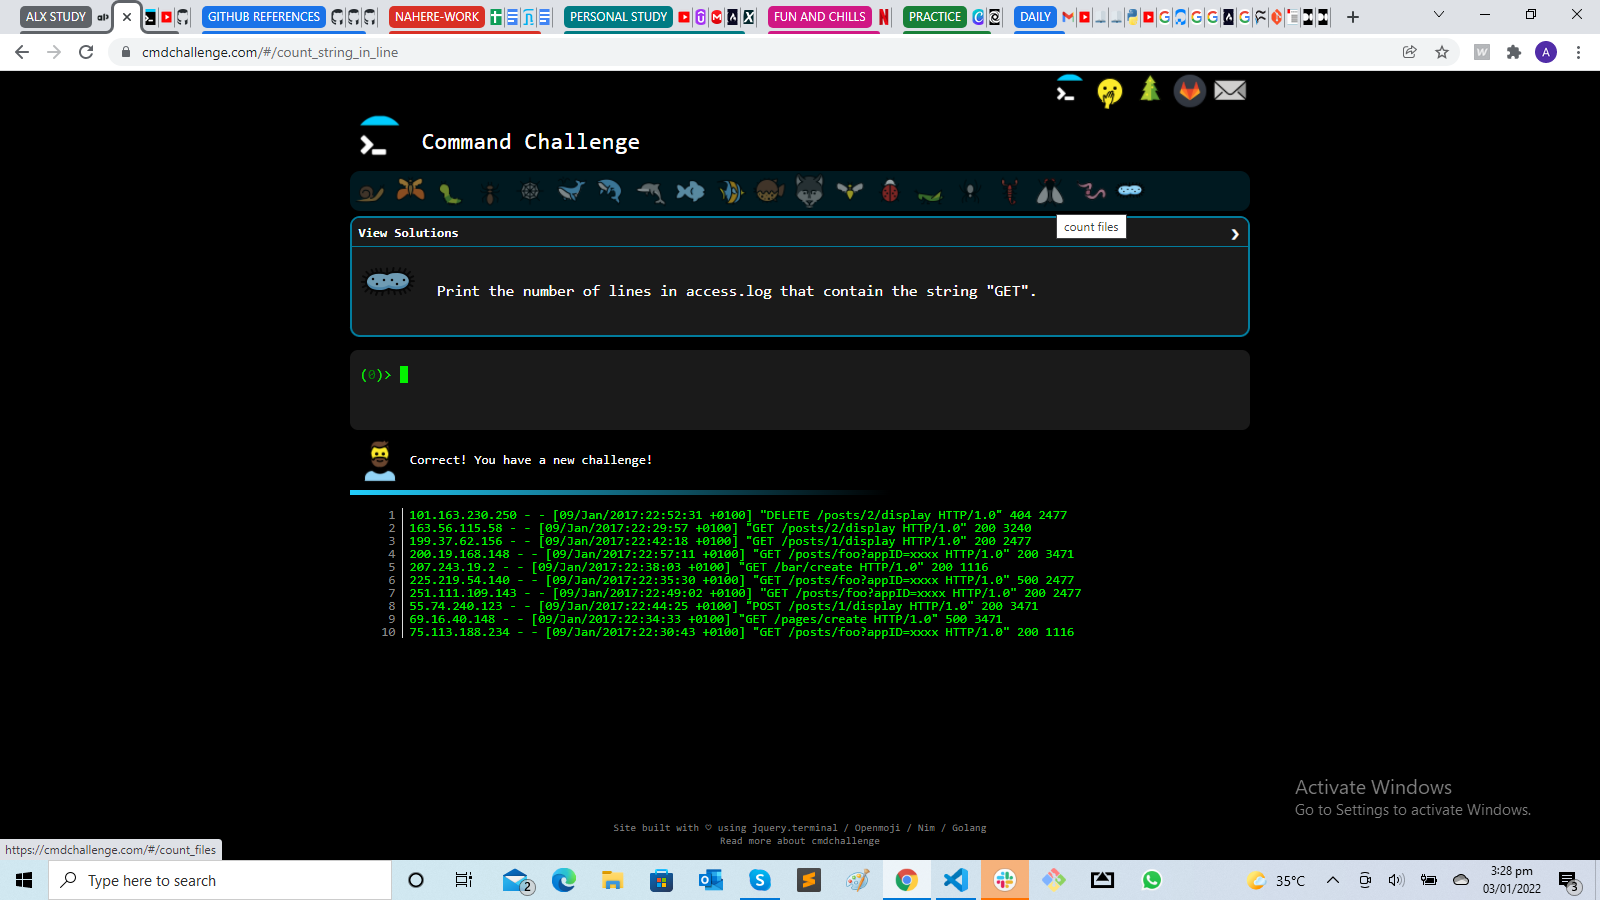 ALX STUDY
GITHUB REFERENCES
NAHERE-WORK
PERSONAL STUDY
FUN AND CHILLS
PRACTICE
DAILY
cmdchallenge.com/#/count_string_in_line
Command Challenge
count files
View Solutions
Print the number of lines in access.log that contain the string "GET".
(0)>
Correct! You have a new challenge!
1 101.163.230.250 - - [09/Jan/2017:22:52:31 +0100] "DELETE /posts/2/display HTTP/1.0" 404 2477
2 163.56.115.58 - - [09/Jan/2017:22:29:57 +0100] "GET /posts/2/display HTTP/1.0" 200 3240
3 199.37.62.156 - - [09/Jan/2017:22:42:18 +0100] "GET /posts/1/display HTTP/1.0" 200 2477
4 200.19.168.148 - - [09/Jan/2017:22:57:11 +0100] "GET /posts/foo?appID=xxxx HTTP/1.0" 200 3471
5 207.243.19.2 - - [09/Jan/2017:22:38:03 +0100] "GET /bar/create HTTP/1.0" 200 1116
6 225.219.54.140 - - [09/Jan/2017:22:35:30 +0100] "GET /posts/foo?appID=xxxx HTTP/1.0" 500 2477
7 251.111.109.143 - - [09/Jan/2017:22:49:02 +0100] "GET /posts/foo?appID=xxxx HTTP/1.0" 200 2477
8 55.74.240.123 - - [09/Jan/2017:22:44:25 +0100] "POST /posts/1/display HTTP/1.0" 200 3471
9 69.16.40.148 - - [09/Jan/2017:22:34:33 +0100] "GET /pages/create HTTP/1.0" 500 3471
10 75.113.188.234 - - [09/Jan/2017:22:30:43 +0100] "GET /posts/foo?appID=xxxx HTTP/1.0" 200 1116
Activate Windows
Go to Settings to activate Windows.
Site built with ♡ using jquery.terminal / Openmoji / Nim / Golang
Read more about cmdchallenge
https://cmdchallenge.com/#/count_files
Type here to search
2
35°C
3:28 pm
03/01/2022
3